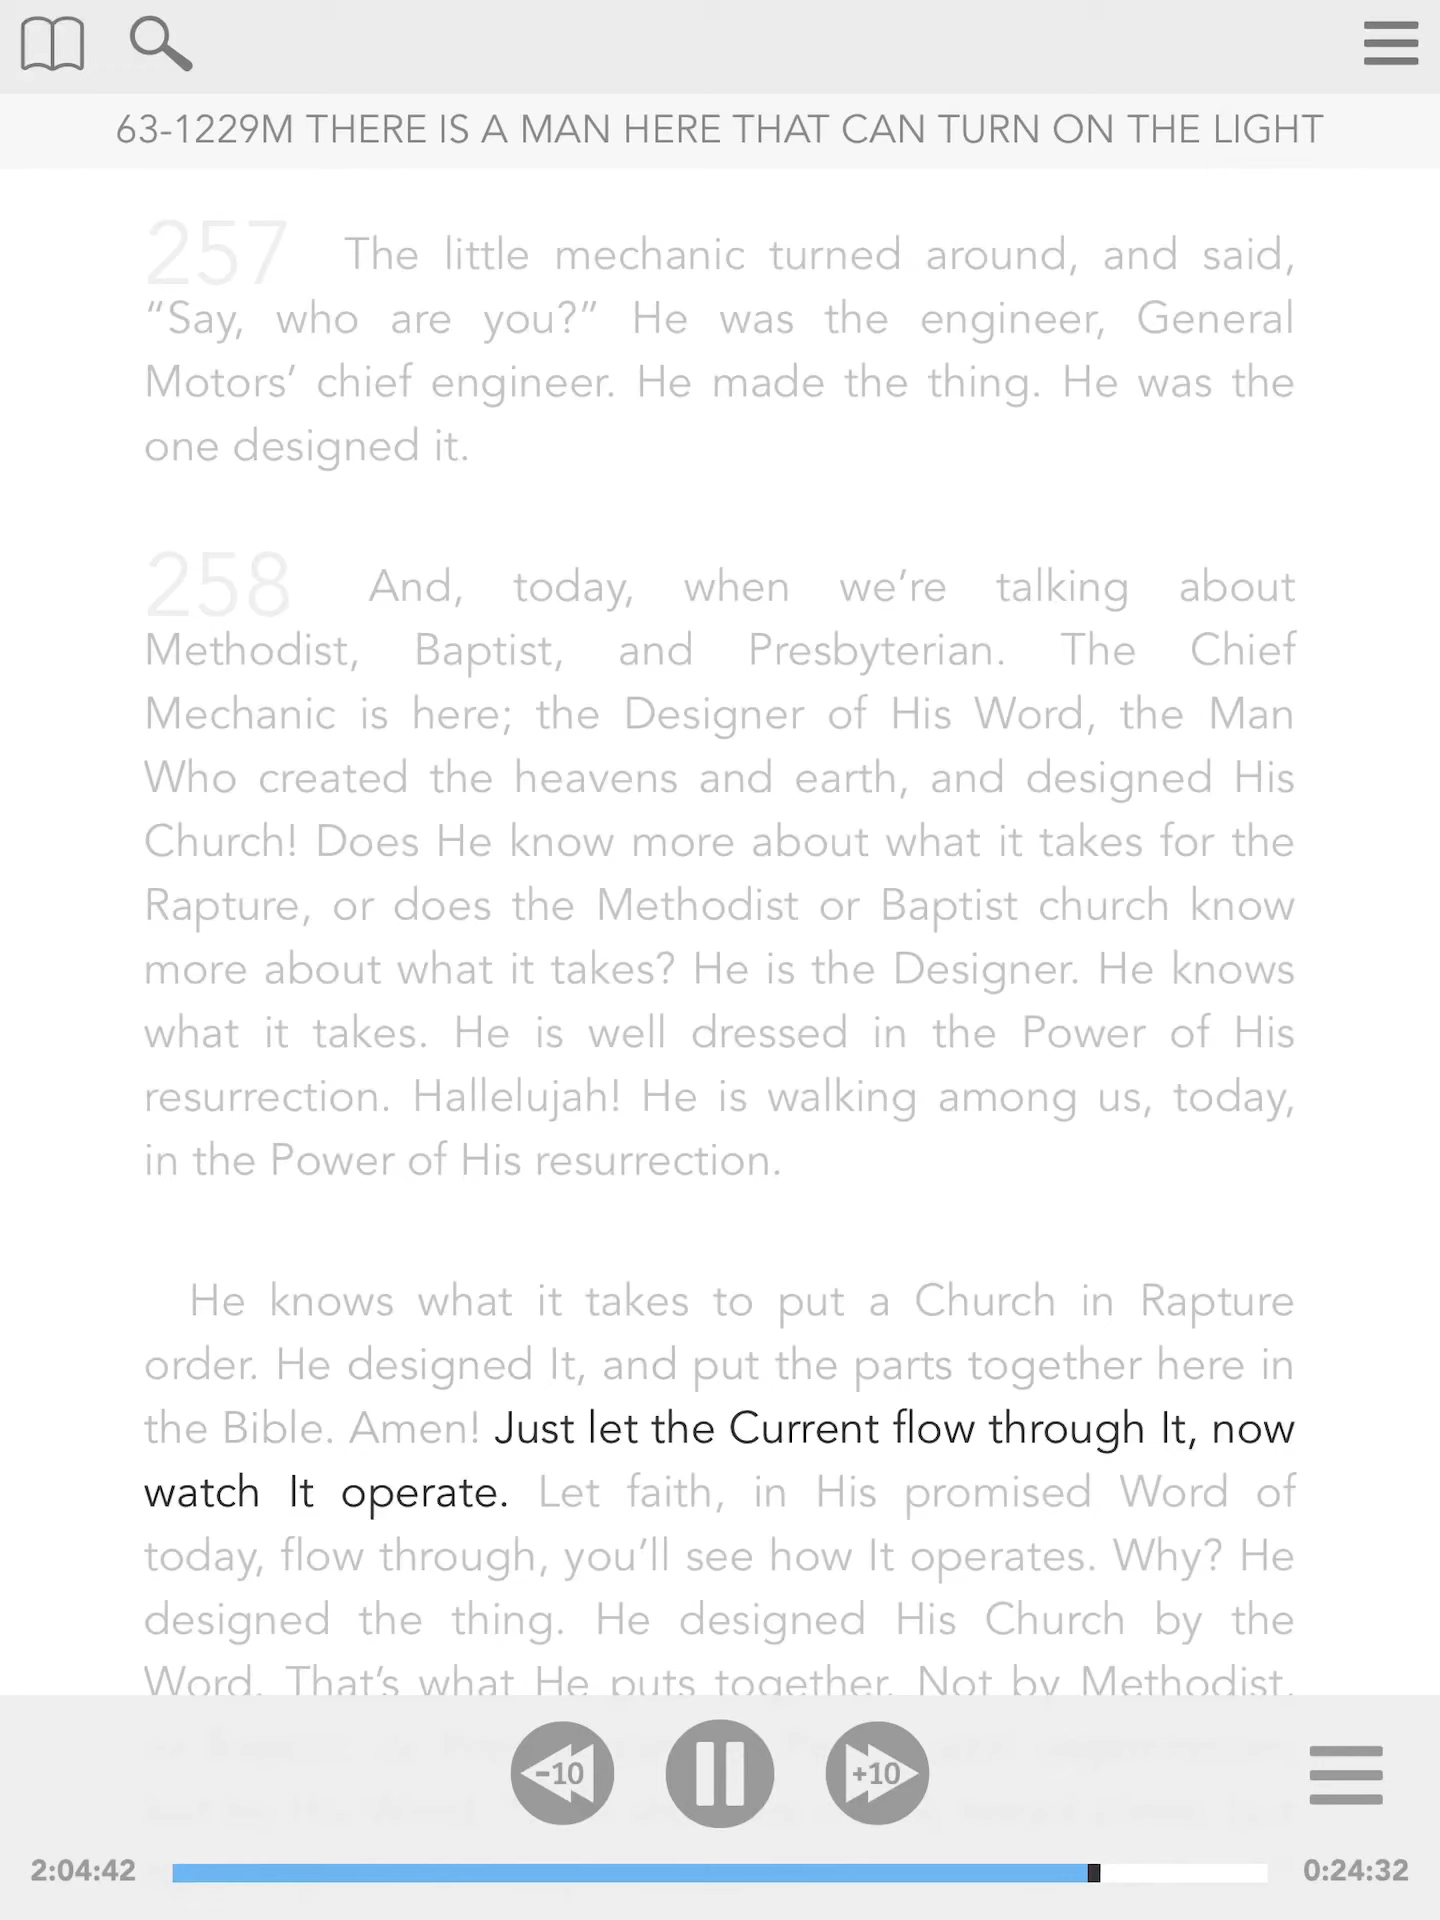 63-1229M THERE IS A MAN HERE THAT CAN TURN ON THE LIGHT
257 The little mechanic turned around, and said,
“Say, who are you?” He was the engineer, General
Motors’ chief engineer. He made the thing. He was the
one designed it.
258 And, today, when we’re talking about
Methodist, Baptist, and Presbyterian. The Chief
Mechanic is here; the Designer of His Word, the Man
Who created the heavens and earth, and designed His
Church! Does He know more about what it takes for the
Rapture, or does the Methodist or Baptist church know
more about what it takes? He is the Designer. He knows
what it takes. He is well dressed in the Power of His
resurrection. Hallelujah! He is walking among us, today,
in the Power of His resurrection.
He knows what it takes to put a Church in Rapture
order. He designed It, and put the parts together here in
the Bible. Amen! Just let the Current flow through It, now
watch It operate. Let faith, in His promised Word of
today, flow through, you’ll see how It operates. Why? He
designed the thing. He designed His Church by the
Word. That’s what He puts together. Not by Methodist,
-10 +10
2:04:42 0:24:32